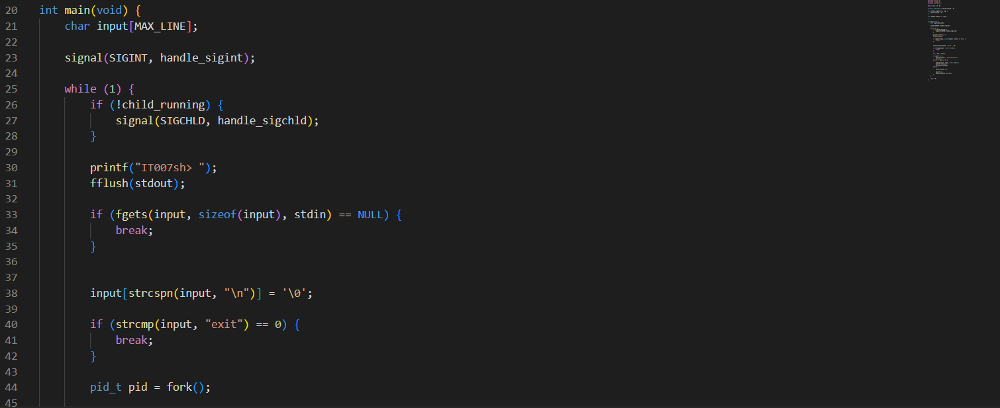 20 int main(void) {
21     char input[MAX_LINE];
22
23     signal(SIGINT, handle_sigint);
24
25     while (1) {
26         if (!child_running) {
27             signal(SIGCHLD, handle_sigchld);
28         }
29
30         printf("IT007sh> ");
31         fflush(stdout);
32
33         if (fgets(input, sizeof(input), stdin) == NULL) {
34             break;
35         }
36
37
38         input[strcspn(input, "\n")] = '\0';
39
40         if (strcmp(input, "exit") == 0) {
41             break;
42         }
43
44         pid_t pid = fork();
45